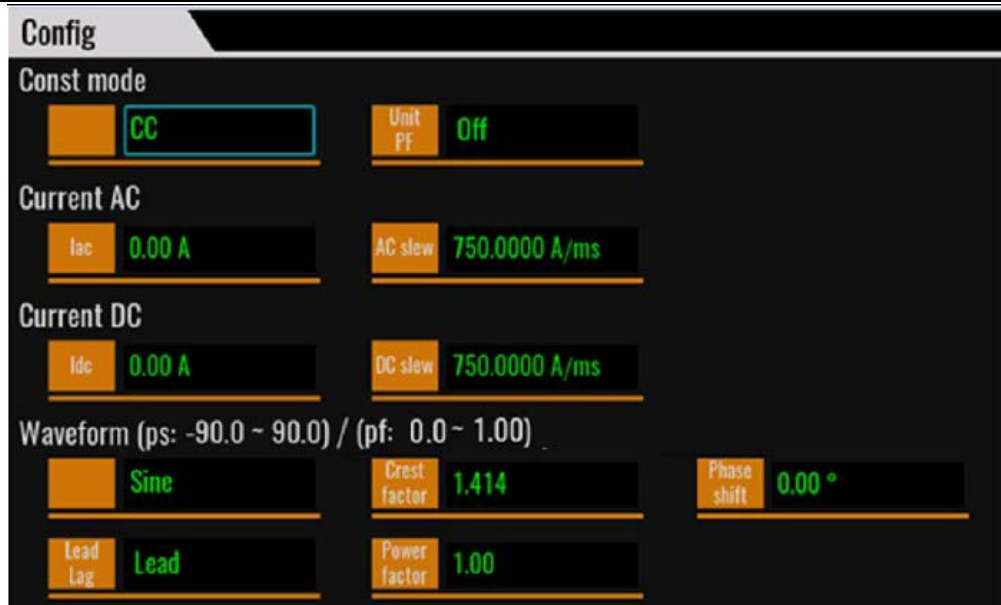 Config
Const mode
CC
Unit PF
Off
Current AC
Iac
0.00 A
AC slew
750.0000 A/ms
Current DC
Idc
0.00 A
DC slew
750.0000 A/ms
Waveform (ps: -90.0 ~ 90.0) / (pf: 0.0 ~ 1.00)
Sine
Crest
factor
1.414
Phase
shift
0.00 °
Lead
Lag
Lead
Power
factor
1.00